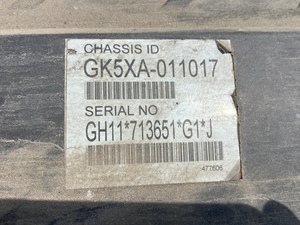 CHASSIS ID
GK5XA-011017
SERIAL NO
GH11*713651*G1*J
477606